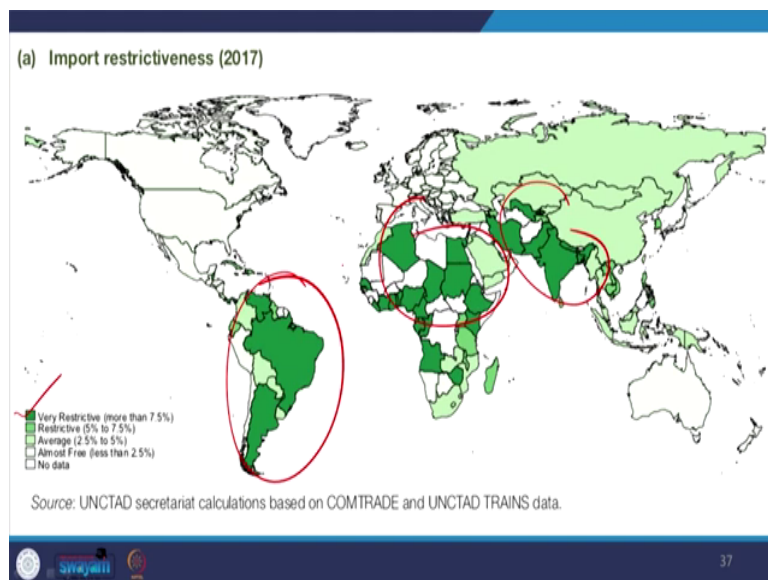 (a) Import restrictiveness (2017)
Very Restrictive (more than 7.5%)
Restrictive (5% to 7.5%)
Average (2.5% to 5%)
Almost Free (less than 2.5%)
No data
Source: UNCTAD secretariat calculations based on COMTRADE and UNCTAD TRAINS data.
swayam
37